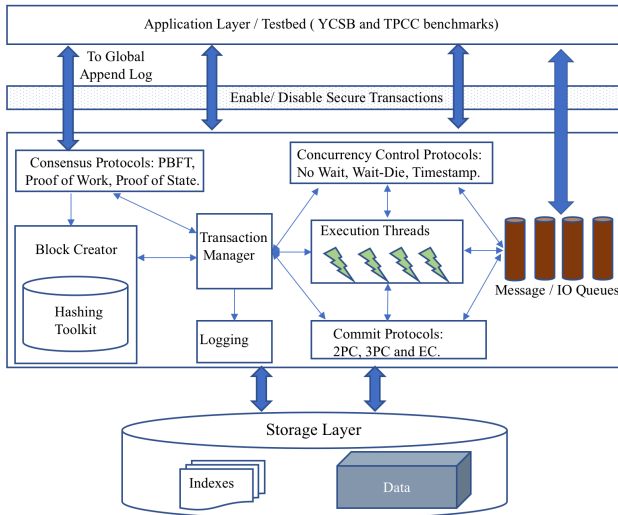 Application Layer / Testbed ( YCSB and TPCC benchmarks)
To Global
Append Log
Enable/ Disable Secure Transactions
Consensus Protocols: PBFT,
Proof of Work, Proof of State.
Concurrency Control Protocols:
No Wait, Wait-Die, Timestamp.
Block Creator
Hashing
Toolkit
Transaction
Manager
Execution Threads
Message / IO Queues
Logging
Commit Protocols:
2PC, 3PC and EC.
Storage Layer
Indexes
Data